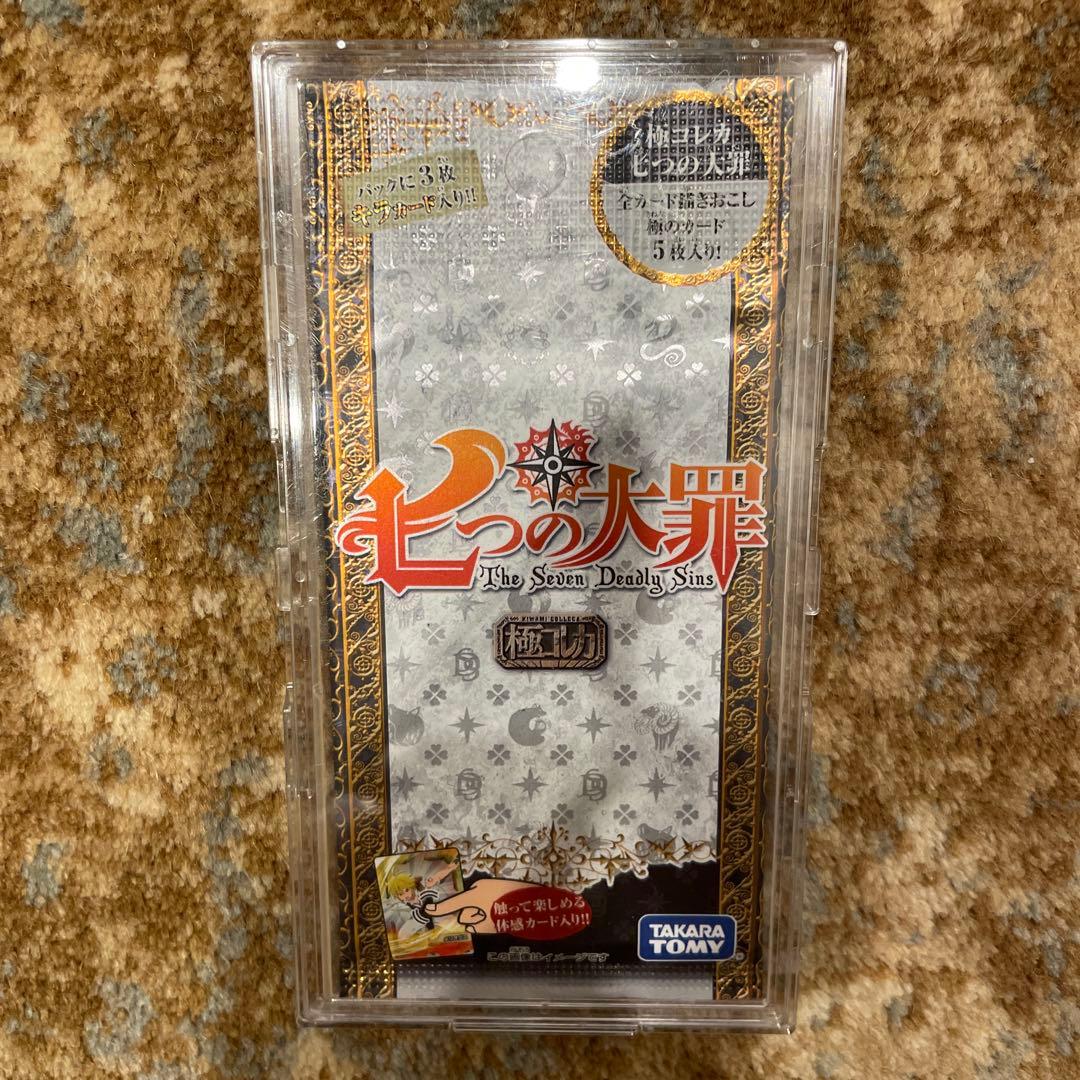 パックに3枚
キラカード入り!!
極コレカ
七つの大罪
全カード描きおこし
極のカード
5枚入り!
七つの大罪
The Seven Deadly Sins
KIWAMI COLLECA
極コレカ
触って楽しめる
体感カード入り!!
この画像はイメージです
TAKARA
TOMY